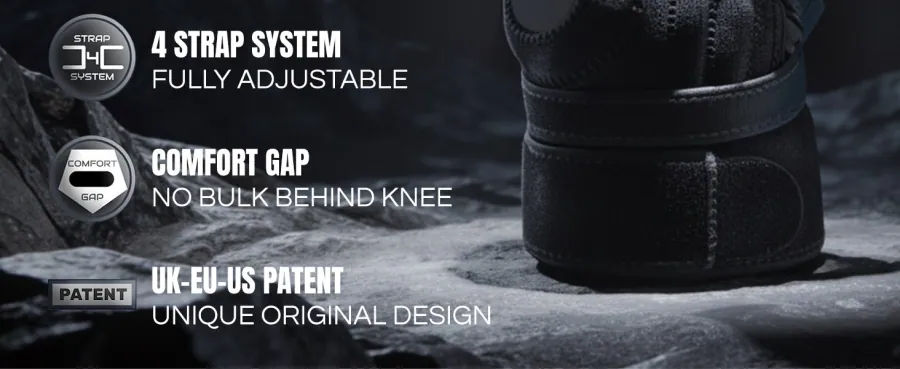 STRAP
4
SYSTEM
4 STRAP SYSTEM
FULLY ADJUSTABLE
COMFORT
GAP
COMFORT GAP
NO BULK BEHIND KNEE
PATENT
UK-EU-US PATENT
UNIQUE ORIGINAL DESIGN